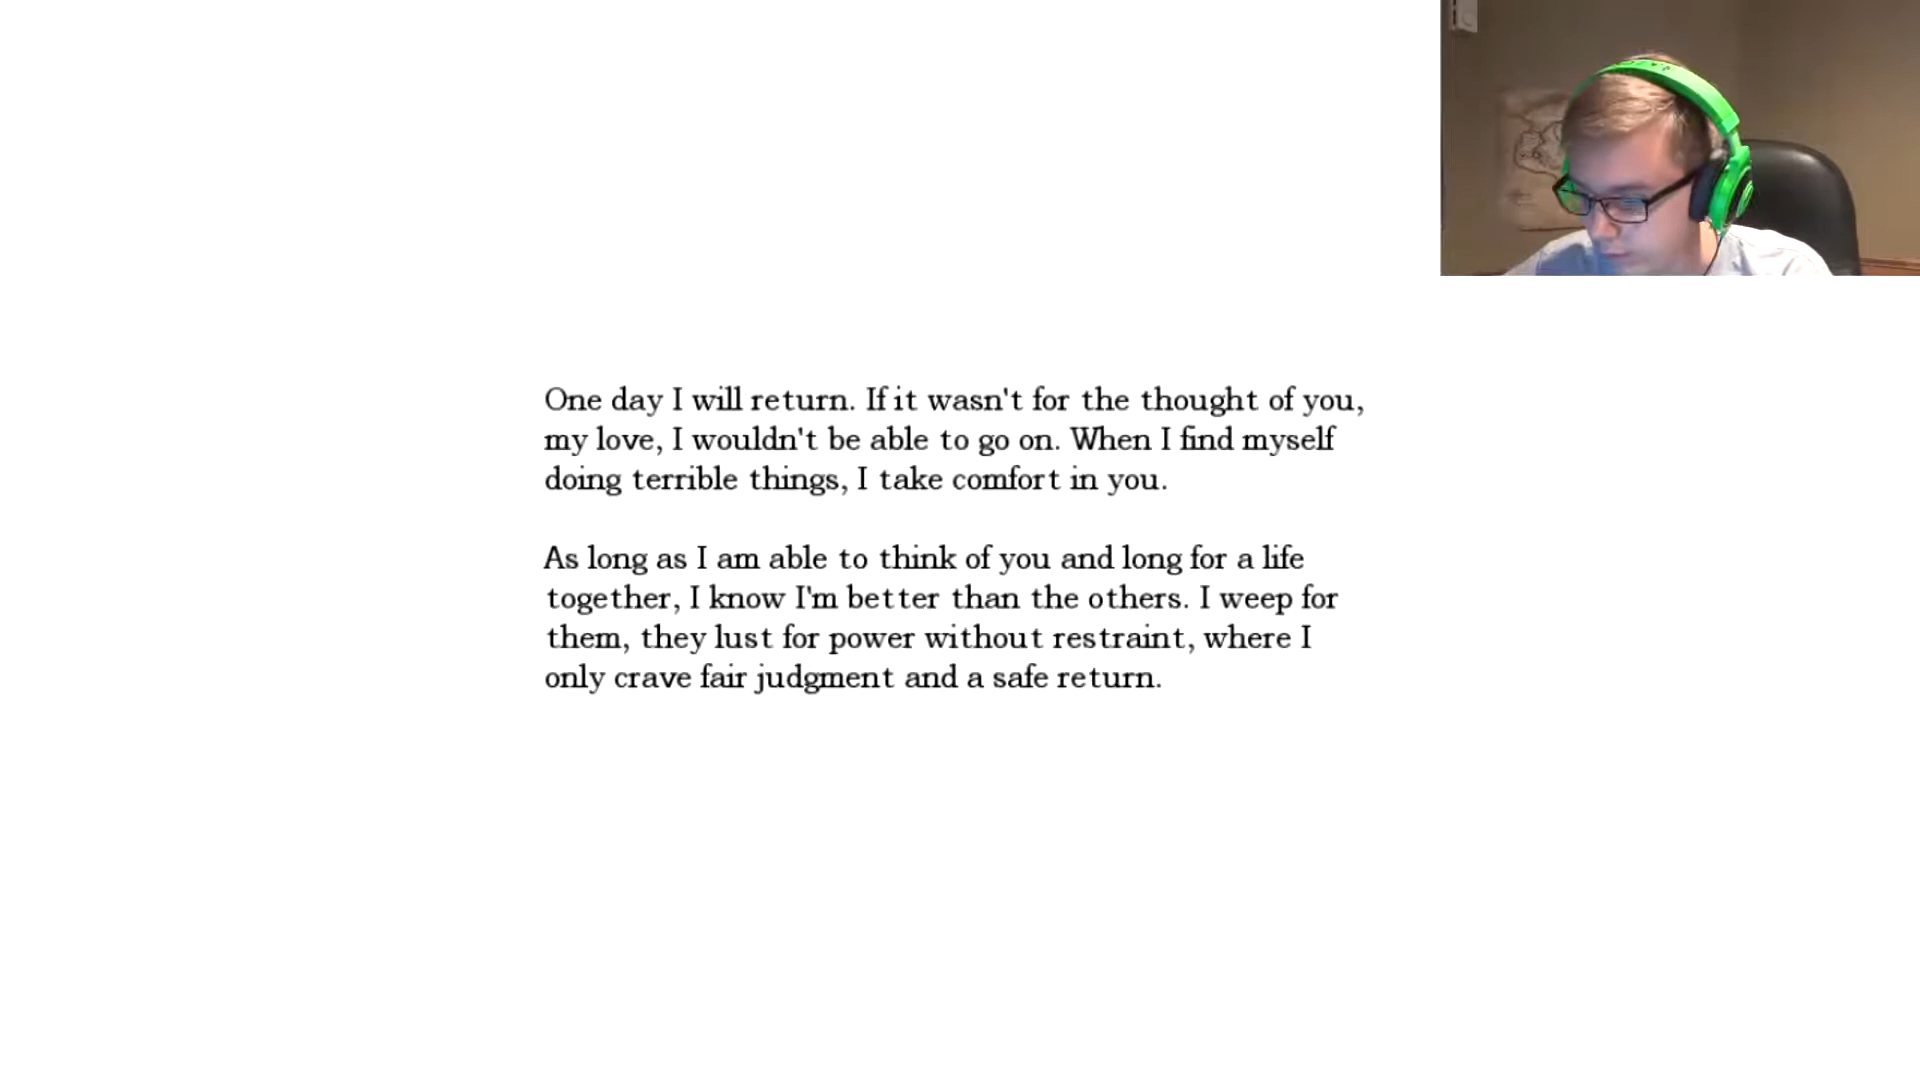 One day I will return. If it wasn't for the thought of you,
my love, I wouldn't be able to go on. When I find myself
doing terrible things, I take comfort in you.
As long as I am able to think of you and long for a life
together, I know I'm better than the others. I weep for
them, they lust for power without restraint, where I
only crave fair judgment and a safe return.